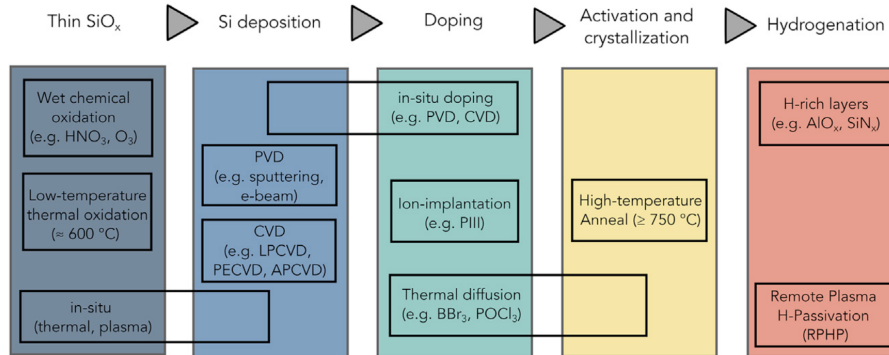 Thin SiOₓ
Si deposition
Doping
Activation and
crystallization
Hydrogenation
Wet chemical
oxidation
(e.g. HNO₃, O₃)
Low-temperature
thermal oxidation
(≈ 600 °C)
in-situ
(thermal, plasma)
PVD
(e.g. sputtering,
e-beam)
CVD
(e.g. LPCVD,
PECVD, APCVD)
in-situ doping
(e.g. PVD, CVD)
Ion-implantation
(e.g. PIII)
Thermal diffusion
(e.g. BBr₃, POCl₃)
High-temperature
Anneal (≥ 750 °C)
H-rich layers
(e.g. AlOₓ, SiNₓ)
Remote Plasma
H-Passivation
(RPHP)